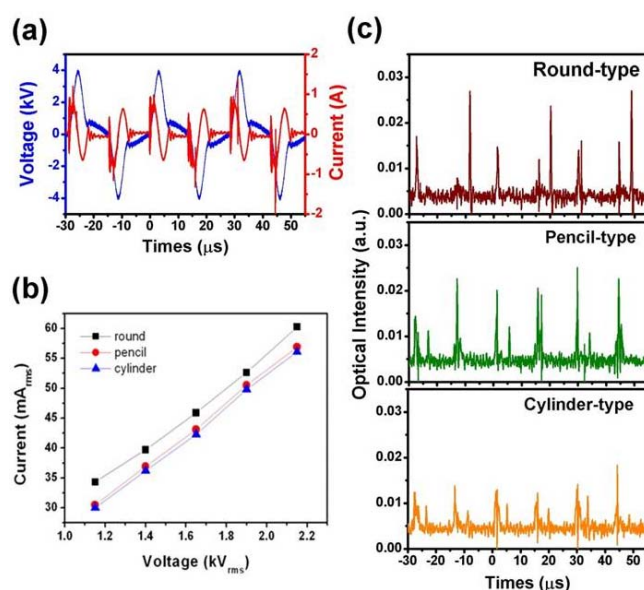 (a)
Voltage (kV)
4
2
0
-2
-4
2
1
0
-1
-2
Current (A)
-30 -20 -10 0 10 20 30 40 50
Times (μs)
(b)
Current (mArms)
60
55
50
45
40
35
30
round
pencil
cylinder
1.0 1.2 1.4 1.6 1.8 2.0 2.2
Voltage (kVrms)
(c)
Optical Intensity (a.u.)
0.03
0.02
0.01
0.00
Round-type
0.03
0.02
0.01
0.00
Pencil-type
0.03
0.02
0.01
0.00
Cylinder-type
-30 -20 -10 0 10 20 30 40 50
Times (μs)